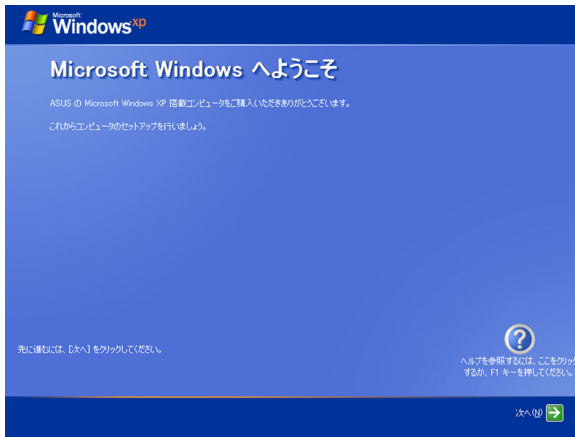 Microsoft
Windows xp
Microsoft Windows へようこそ
ASUS の Microsoft Windows XP 搭載コンピュータをご購入いただきありがとうございます。
これからコンピュータのセットアップを行いましょう。
先に進むには、[次へ] をクリックしてください。
ヘルプを参照するには、ここをクリッ
するか、F1 キーを押してください。
次へ(N)